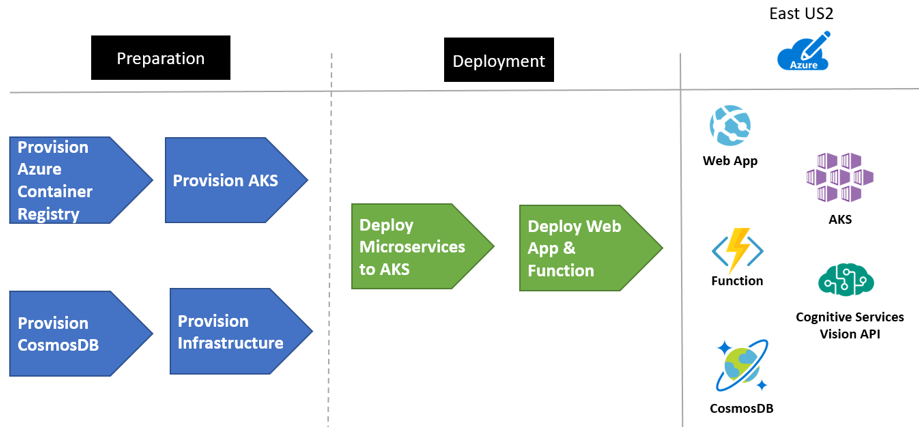 East US2
Azure
Preparation
Deployment
Provision
Azure
Container
Registry
Provision AKS
Provision
CosmosDB
Provision
Infrastructure
Deploy
Microservices
to AKS
Deploy Web
App &
Function
Web App
AKS
Function
Cognitive Services
Vision API
CosmosDB